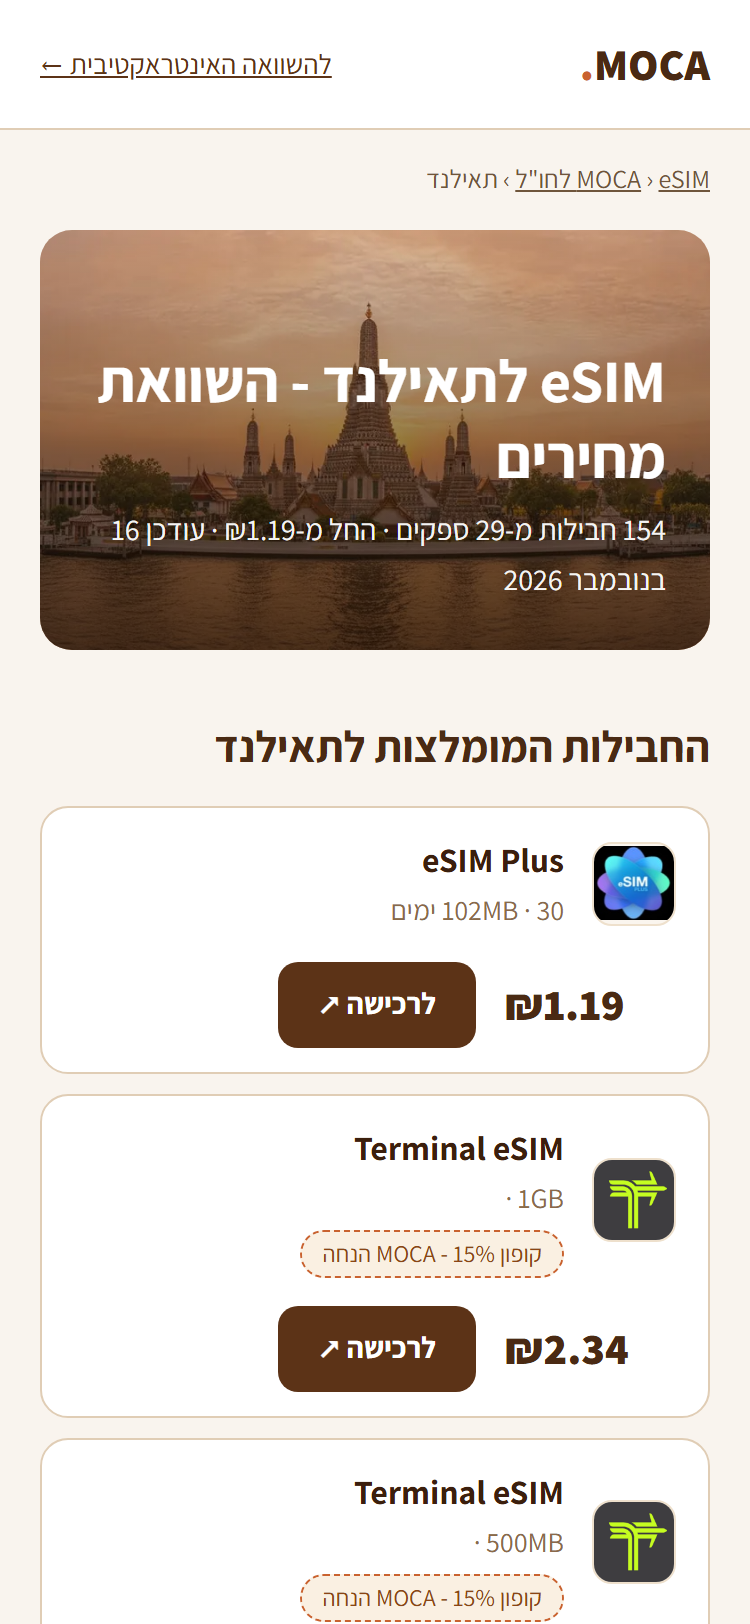 MOCA.
להשוואה האינטראקטיבית ←
eSIM › MOCA לחו"ל › תאילנד
eSIM לתאילנד - השוואת
מחירים
154 חבילות מ-29 ספקים · החל מ-₪1.19 · עודכן 16
בנובמבר 2026
החבילות המומלצות לתאילנד
eSIM PLUS
eSIM Plus
102MB · 30 ימים
₪1.19
לרכישה ↗
Terminal eSIM
1GB ·
קופון MOCA - 15% הנחה
₪2.34
לרכישה ↗
Terminal eSIM
500MB ·
קופון MOCA - 15% הנחה